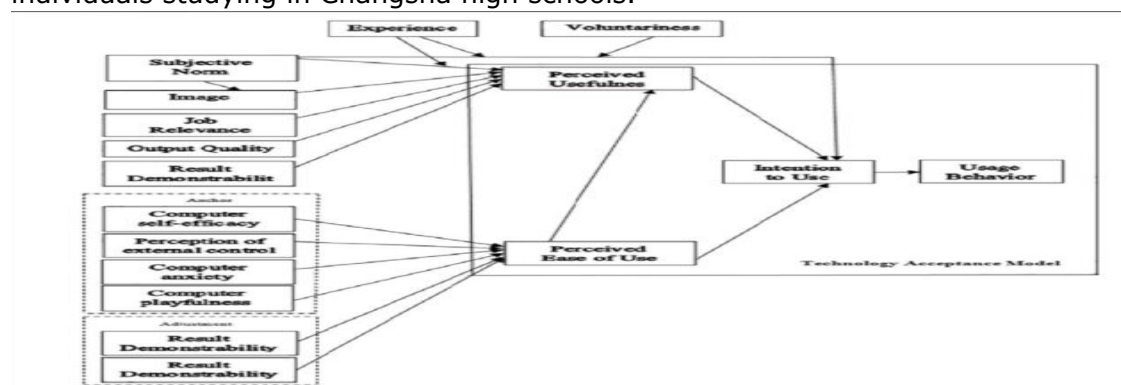 individuals studying in Changsha high schools.
Experience
Voluntariness
Subjective
Norm
Image
Job
Relevance
Output Quality
Result
Demonstrabilit
Anchor
Computer
self-efficacy
Perception of
external control
Computer
anxiety
Computer
playfulness
Adjustment
Result
Demonstrability
Result
Demonstrability
Perceived
Usefulnes
Perceived
Ease of Use
Intention
to Use
Usage
Behavior
Technology Acceptance Model